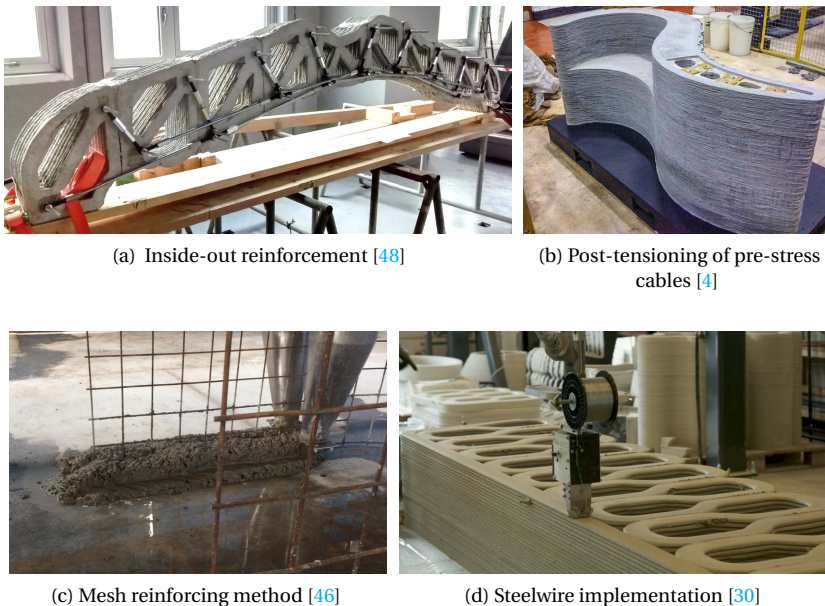 (a) Inside-out reinforcement [48]
(b) Post-tensioning of pre-stress
cables [4]
(c) Mesh reinforcing method [46]
(d) Steelwire implementation [30]